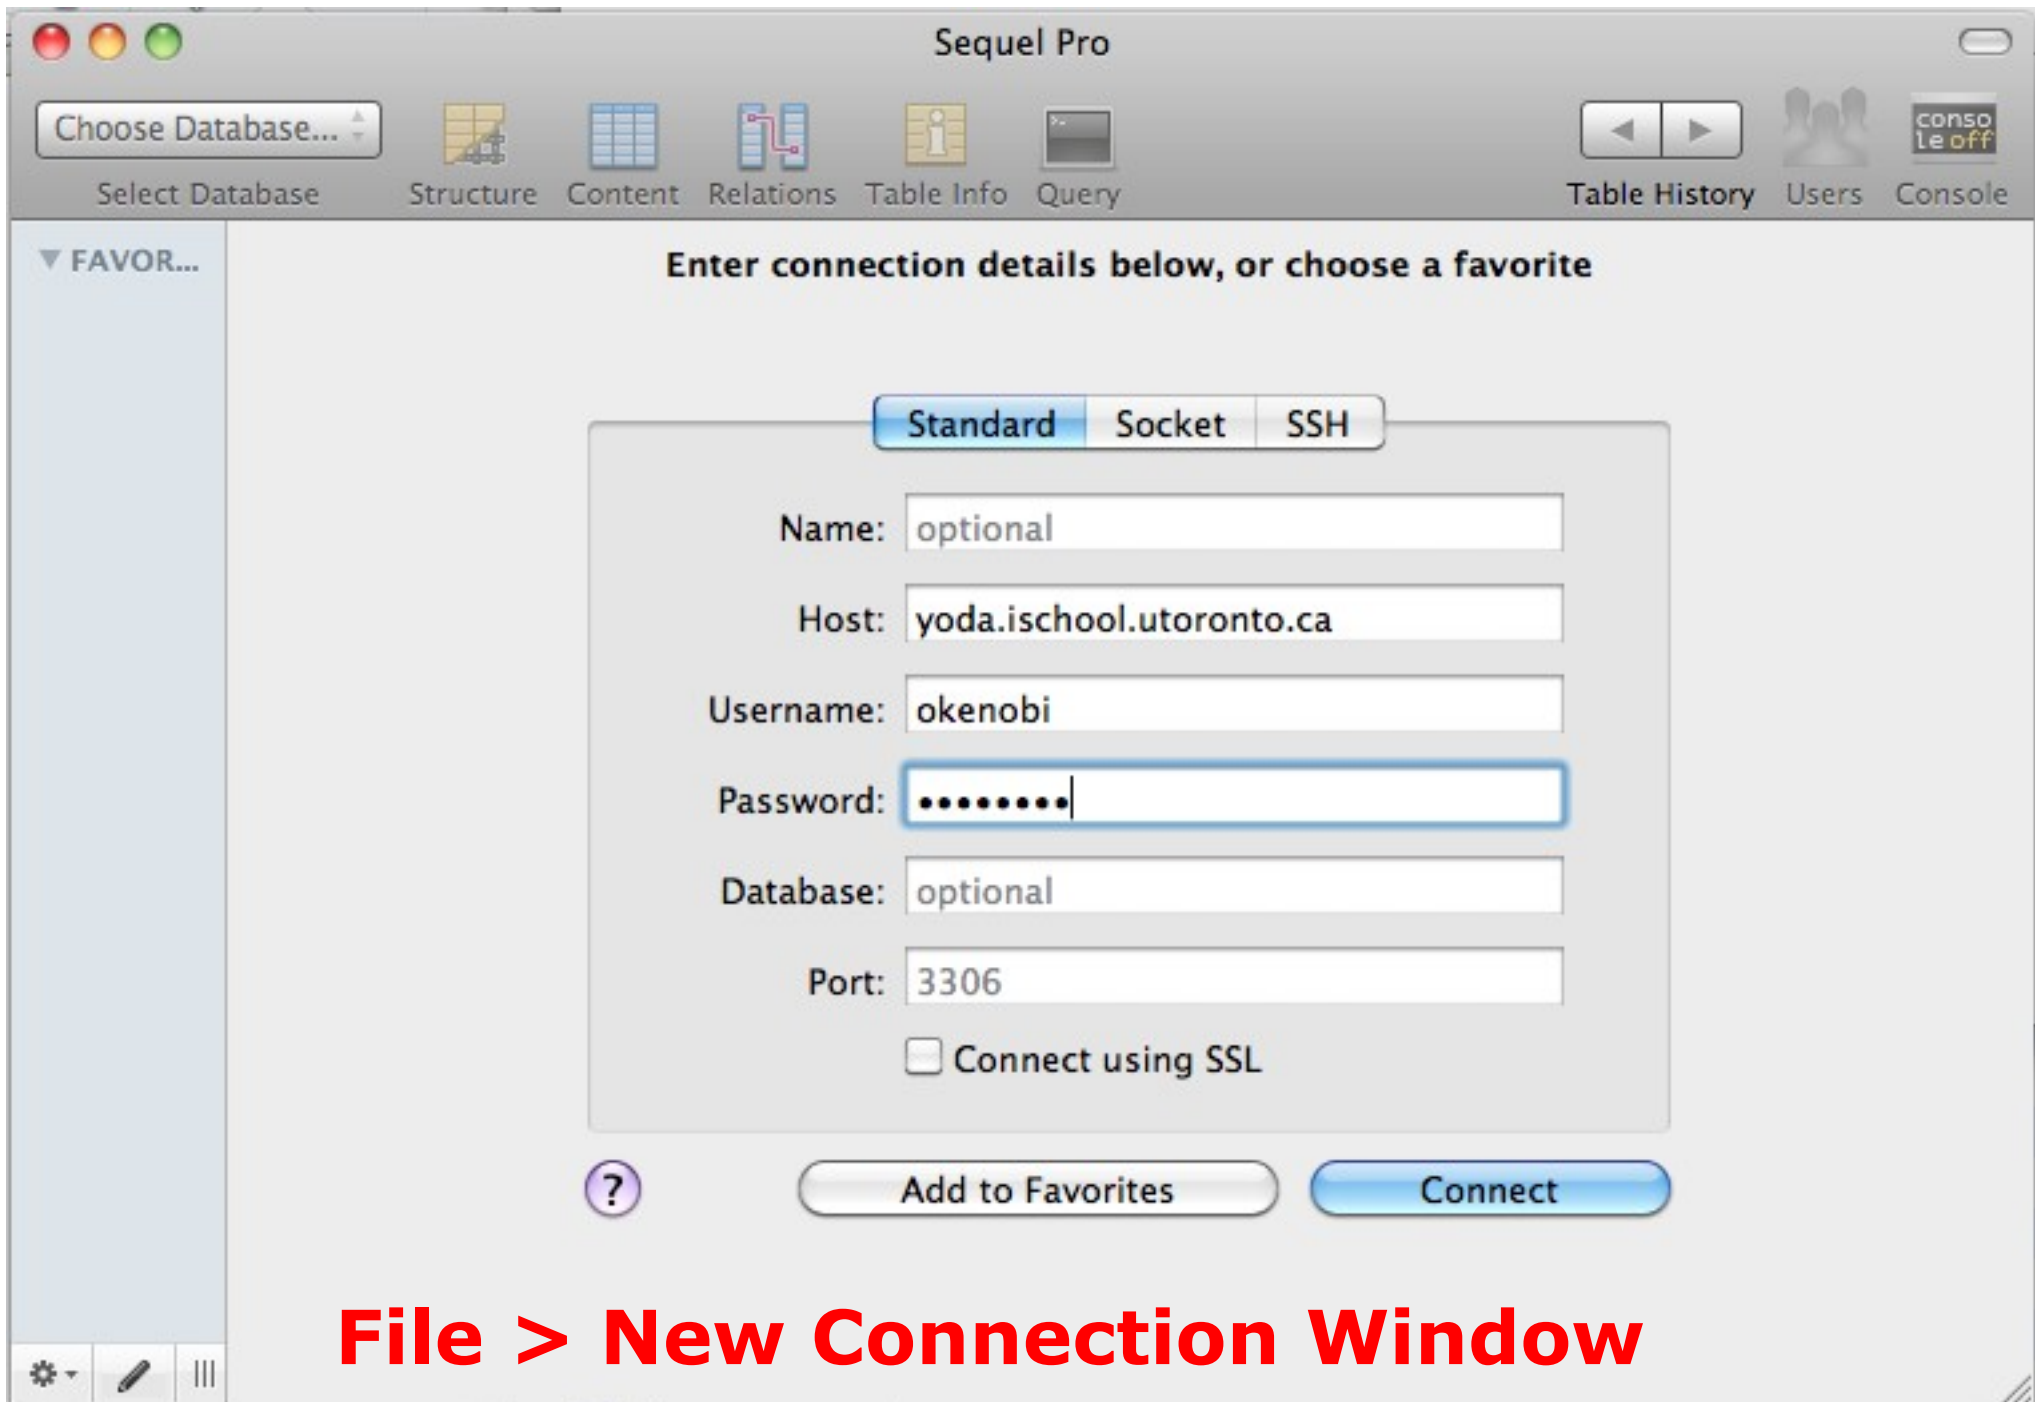 Sequel Pro
Choose Database...
conso
le off
Select Database Structure Content Relations Table Info Query Table History Users Console
FAVOR...
Enter connection details below, or choose a favorite
Standard Socket SSH
Name: optional
Host: yoda.ischool.utoronto.ca
Username: okenobi
Password: ••••••••
Database: optional
Port: 3306
Connect using SSL
? Add to Favorites Connect
File > New Connection Window